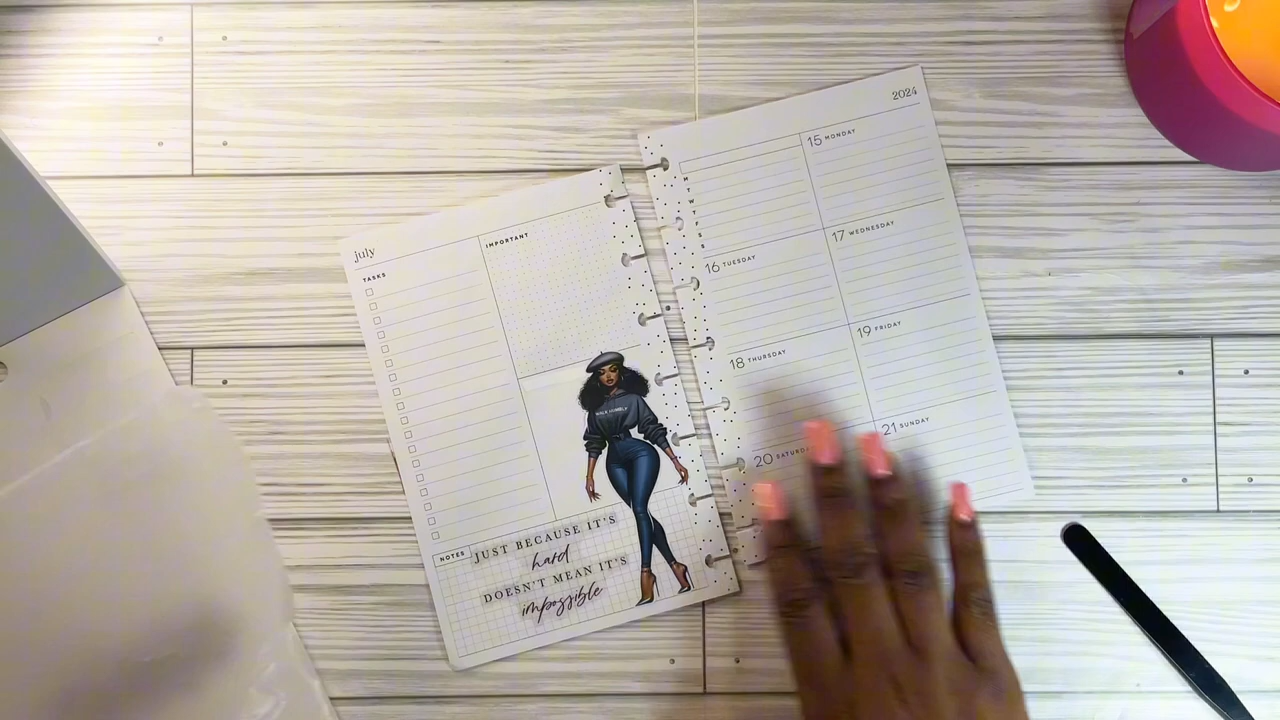 july
TASKS
IMPORTANT
WALK HUMBLY
NOTES
JUST BECAUSE IT'S
hard
DOESN'T MEAN IT'S
impossible
2024
M
T
W
T
F
S
S
15 MONDAY
16 TUESDAY
17 WEDNESDAY
18 THURSDAY
19 FRIDAY
20 SATURDAY
21 SUNDAY